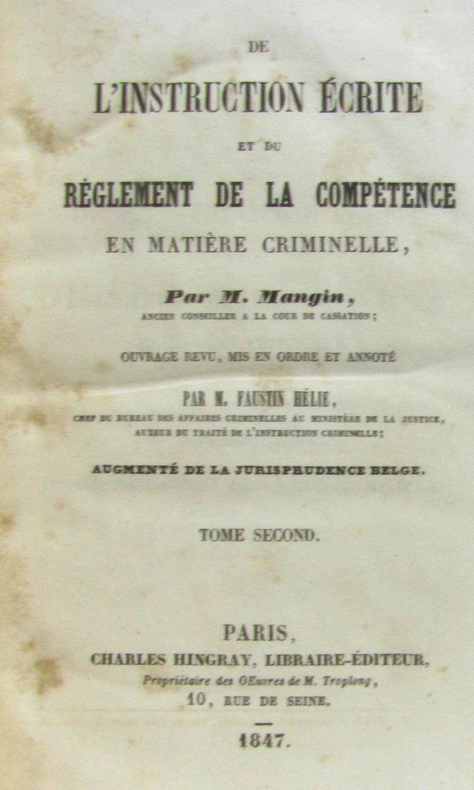 DE
L'INSTRUCTION ÉCRITE
ET DU
RÈGLEMENT DE LA COMPÉTENCE
EN MATIÈRE CRIMINELLE,
Par M. Mangin,
ANCIEN CONSEILLER A LA COUR DE CASSATION;
OUVRAGE REVU, MIS EN ORDRE ET ANNOTÉ
PAR M. FAUSTIN HÉLIE,
CHEF DU BUREAU DES AFFAIRES CRIMINELLES AU MINISTÈRE DE LA JUSTICE,
AUTEUR DU TRAITÉ DE L'INSTRUCTION CRIMINELLE;
AUGMENTÉ DE LA JURISPRUDENCE BELGE.
TOME SECOND.
PARIS,
CHARLES HINGRAY, LIBRAIRE-ÉDITEUR,
Propriétaire des OEuvres de M. Troplong,
10, RUE DE SEINE.
1847.